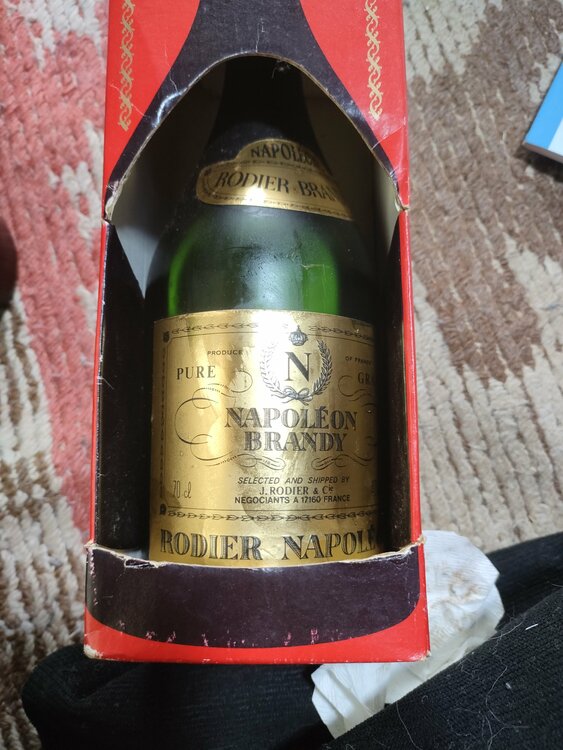 NAPOLÉON
RODIER BRAN
PRODUCE OF FRANCE
PURE GRA
N
NAPOLÉON
BRANDY
SELECTED AND SHIPPED BY
J. RODIER & Cie
NEGOCIANTS A 17160 FRANCE
70 cl
RODIER NAPOLÉ